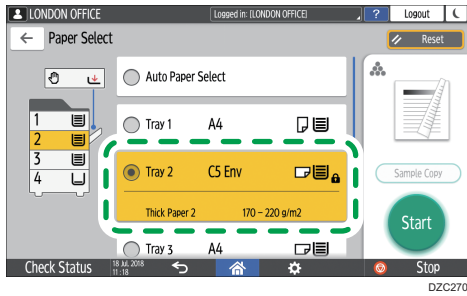 LONDON OFFICE
Logged in: [LONDON OFFICE]
?
Logout
Paper Select
Reset
Auto Paper Select
1
2
3
4
Tray 1 A4
Tray 2 C5 Env
Thick Paper 2 170 – 220 g/m2
Tray 3 A4
Sample Copy
Start
Check Status
18 Jul. 2018
11:18
Stop
DZC270